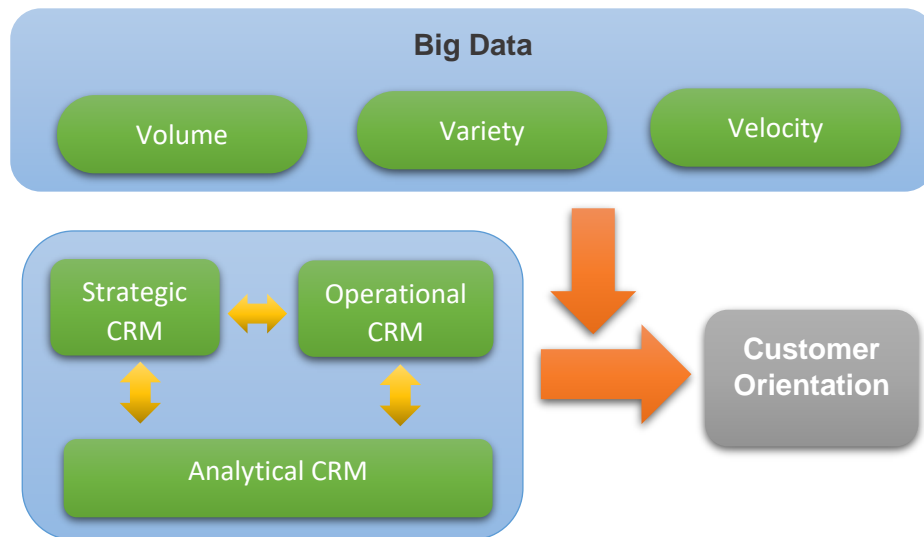 Big Data
Volume
Variety
Velocity
Strategic
CRM
Operational
CRM
Analytical CRM
Customer
Orientation